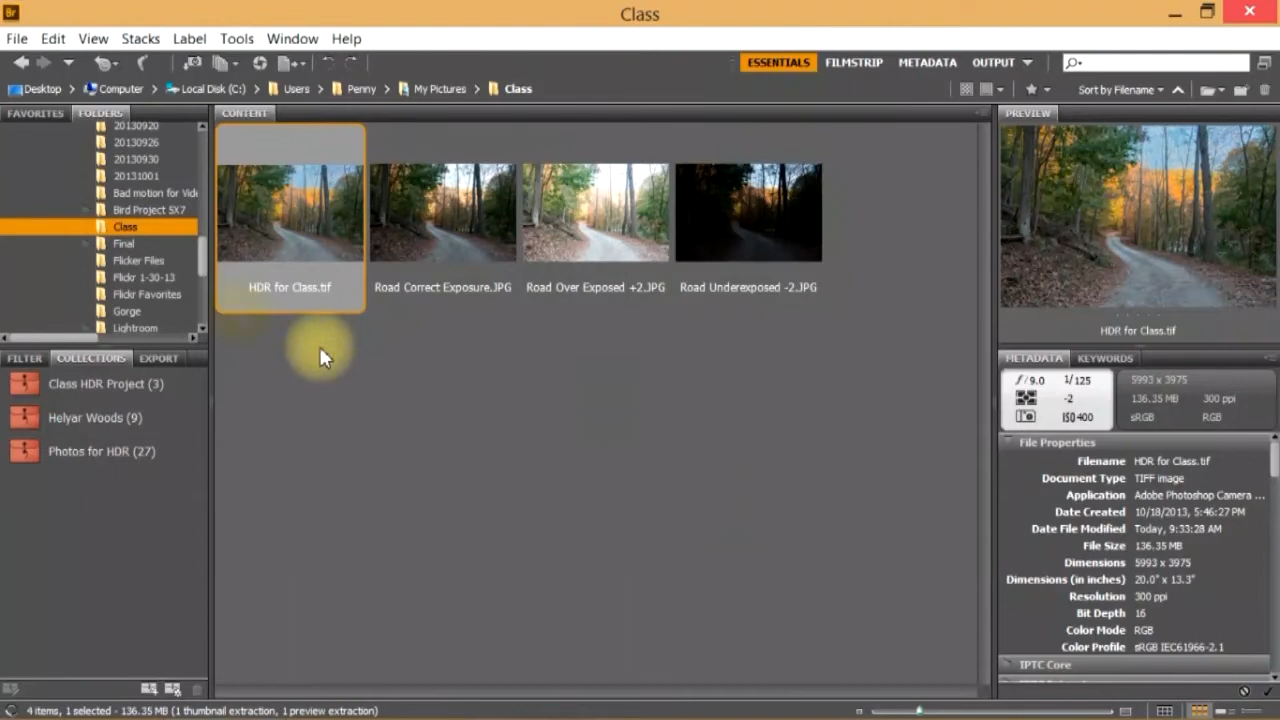 Br
Class
File Edit View Stacks Label Tools Window Help
ESSENTIALS FILMSTRIP METADATA OUTPUT
Desktop Computer Local Disk (C:) Users Penny My Pictures Class
Sort by Filename
FAVORITES FOLDERS
CONTENT
PREVIEW
20130920
20130926
20130930
20131001
Bad motion for Vide
Bird Project SX7
Class
Final
Flicker Files
Flickr 1-30-13
Flickr Favorites
Gorge
Lightroom
HDR for Class.tif
Road Correct Exposure.JPG
Road Over Exposed +2.JPG
Road Underexposed -2.JPG
HDR for Class.tif
FILTER COLLECTIONS EXPORT
Class HDR Project (3)
Helyar Woods (9)
Photos for HDR (27)
METADATA KEYWORDS
f/9.0 1/125
-2
ISO 400
5993 x 3975
136.35 MB 300 ppi
sRGB RGB
File Properties
Filename HDR for Class.tif
Document Type TIFF image
Application Adobe Photoshop Camera ...
Date Created 10/18/2013, 5:46:27 PM
Date File Modified Today, 9:33:28 AM
File Size 136.35 MB
Dimensions 5993 x 3975
Dimensions (in inches) 20.0" x 13.3"
Resolution 300 ppi
Bit Depth 16
Color Mode RGB
Color Profile sRGB IEC61966-2.1
IPTC Core
4 items, 1 selected - 136.35 MB (1 thumbnail extraction, 1 preview extraction)